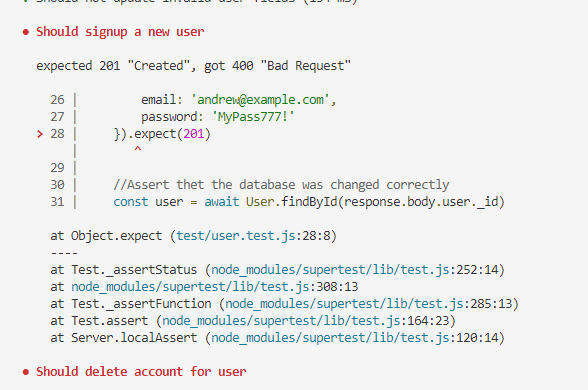 Should not update invalid user fields (194 ms)
● Should signup a new user
expected 201 "Created", got 400 "Bad Request"
26 | email: 'andrew@example.com',
27 | password: 'MyPass777!'
> 28 | }).expect(201)
| ^
29 |
30 | //Assert thet the database was changed correctly
31 | const user = await User.findById(response.body.user._id)
at Object.expect (test/user.test.js:28:8)
----
at Test._assertStatus (node_modules/supertest/lib/test.js:252:14)
at node_modules/supertest/lib/test.js:308:13
at Test._assertFunction (node_modules/supertest/lib/test.js:285:13)
at Test.assert (node_modules/supertest/lib/test.js:164:23)
at Server.localAssert (node_modules/supertest/lib/test.js:120:14)
● Should delete account for user